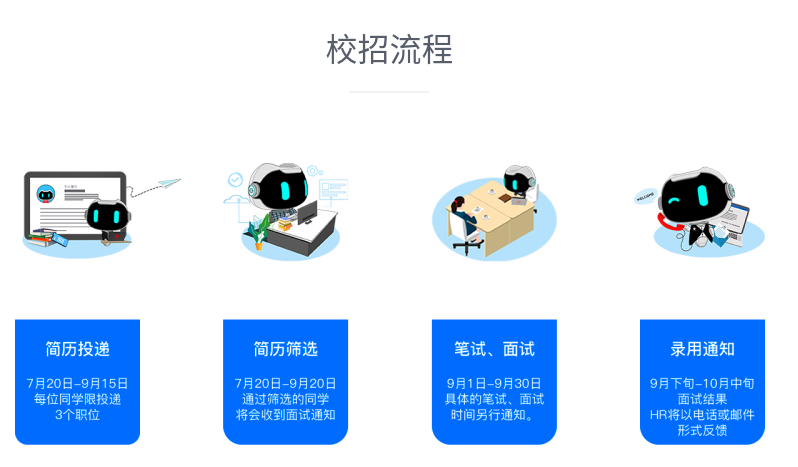 校招流程
WELCOME
简历投递
7月20日-9月15日
每位同学限投递
3个职位
简历筛选
7月20日-9月20日
通过筛选的同学
将会收到面试通知
笔试、面试
9月1日-9月30日
具体的笔试、面试
时间另行通知。
录用通知
9月下旬-10月中旬
面试结果
HR将以电话或邮件
形式反馈